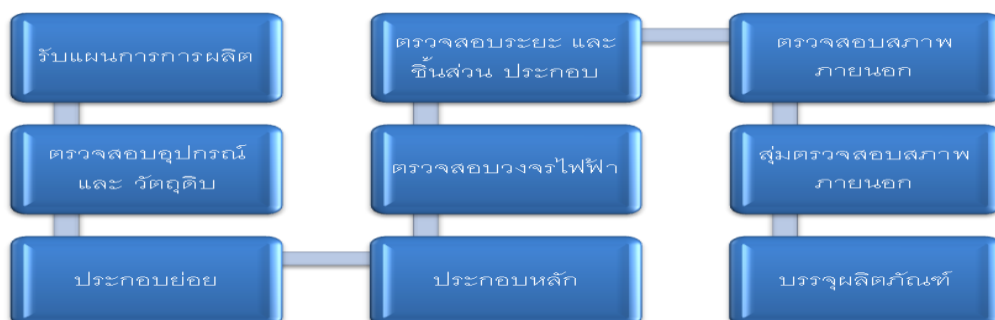 รับแผนการการผลิต
ตรวจสอบอุปกรณ์
และ วัตถุดิบ
ประกอบย่อย
ประกอบหลัก
ตรวจสอบวงจรไฟฟ้า
ตรวจสอบระยะ และ
ชิ้นส่วน ประกอบ
ตรวจสอบสภาพ
ภายนอก
สุ่มตรวจสอบสภาพ
ภายนอก
บรรจุผลิตภัณฑ์